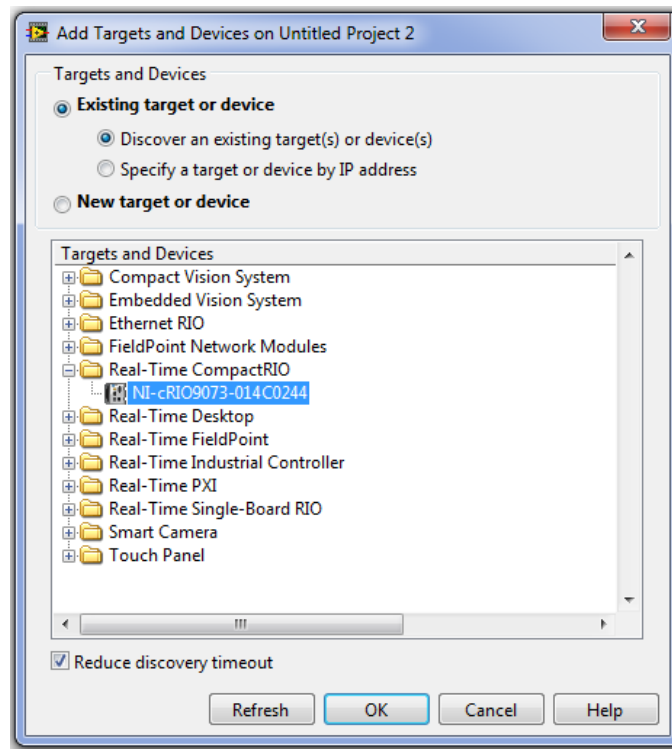 Add Targets and Devices on Untitled Project 2
Targets and Devices
Existing target or device
Discover an existing target(s) or device(s)
Specify a target or device by IP address
New target or device
Targets and Devices
Compact Vision System
Embedded Vision System
Ethernet RIO
FieldPoint Network Modules
Real-Time CompactRIO
NI-cRIO9073-014C0244
Real-Time Desktop
Real-Time FieldPoint
Real-Time Industrial Controller
Real-Time PXI
Real-Time Single-Board RIO
Smart Camera
Touch Panel
Reduce discovery timeout
Refresh OK Cancel Help